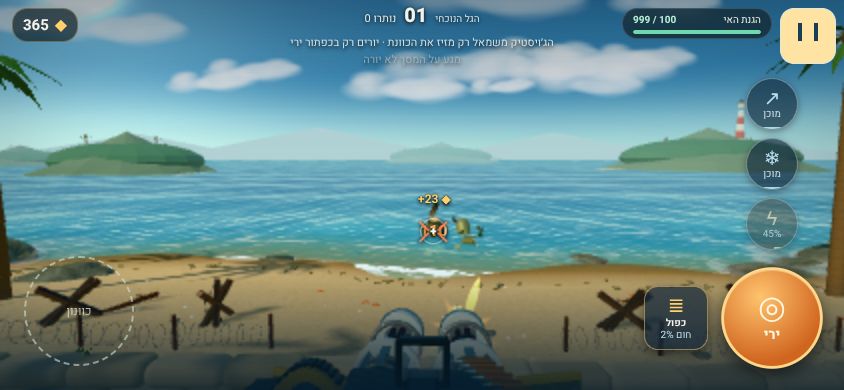 365
הגל הנוכחי 01 נותרו 0
הג׳ויסטיק משמאל רק מזיז את הכוונת · יורים רק בכפתור ירי
מגע על המסך לא יורה
הגנת האי 999 / 100
מוכן
מוכן
45%
+23
כוונון
כפול
חום 2%
ירי